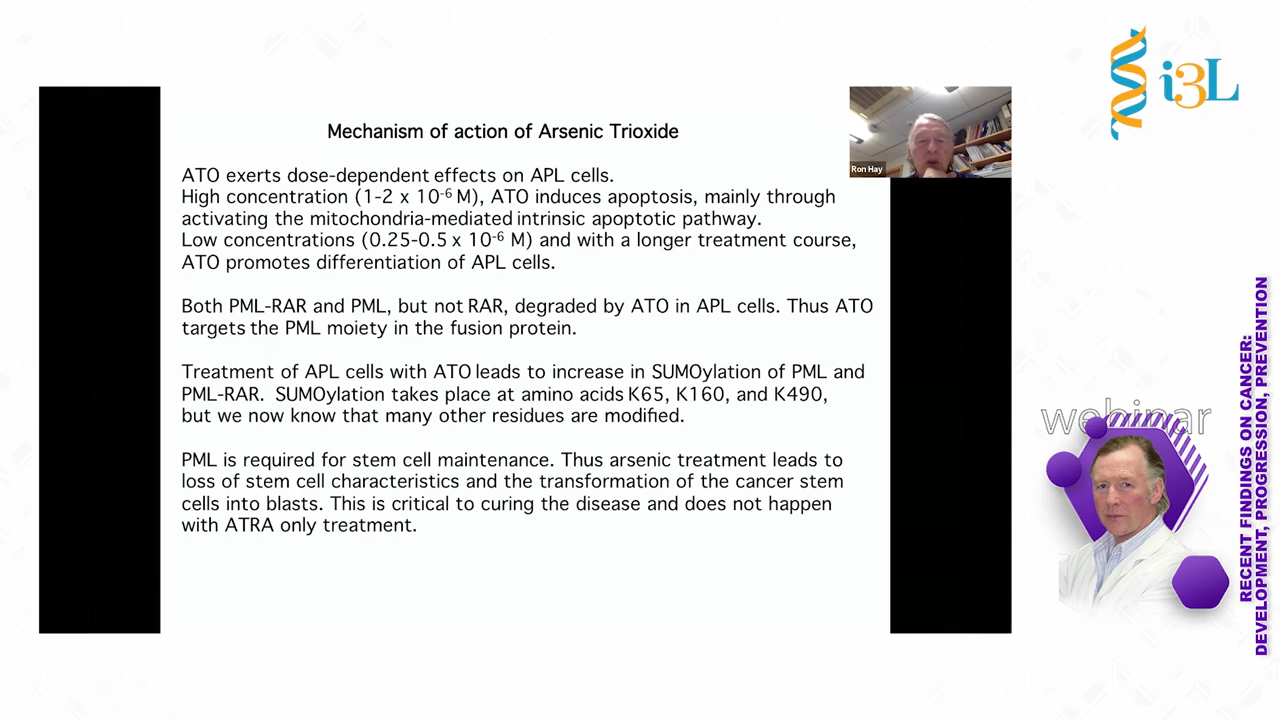 i3L
Mechanism of action of Arsenic Trioxide
Ron Hay
ATO exerts dose-dependent effects on APL cells.
High concentration (1-2 x 10-6 M), ATO induces apoptosis, mainly through
activating the mitochondria-mediated intrinsic apoptotic pathway.
Low concentrations (0.25-0.5 x 10-6 M) and with a longer treatment course,
ATO promotes differentiation of APL cells.
Both PML-RAR and PML, but not RAR, degraded by ATO in APL cells. Thus ATO
targets the PML moiety in the fusion protein.
Treatment of APL cells with ATO leads to increase in SUMOylation of PML and
PML-RAR. SUMOylation takes place at amino acids K65, K160, and K490,
but we now know that many other residues are modified.
PML is required for stem cell maintenance. Thus arsenic treatment leads to
loss of stem cell characteristics and the transformation of the cancer stem
cells into blasts. This is critical to curing the disease and does not happen
with ATRA only treatment.
webinar
RECENT FINDINGS ON CANCER:
DEVELOPMENT, PROGRESSION, PREVENTION